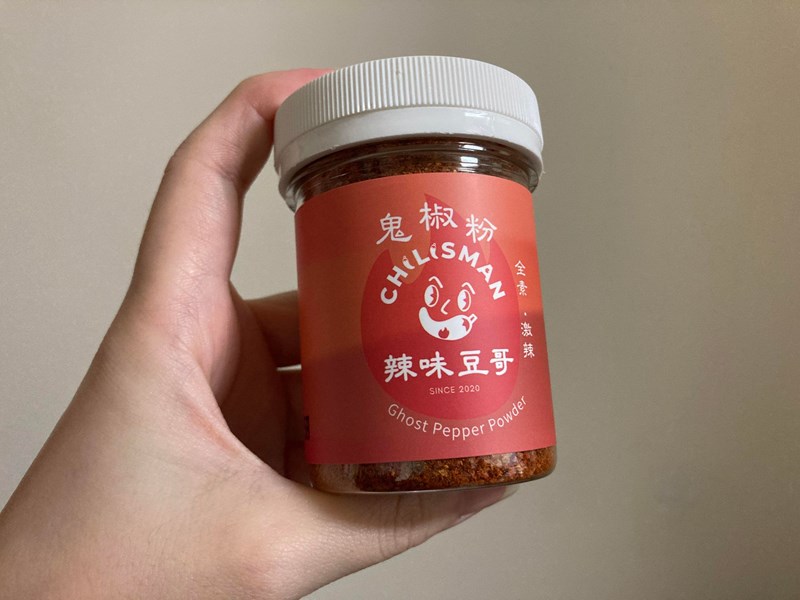 鬼椒粉
CHiLiSMAN
全素·激辣
辣味豆哥
SINCE 2020
Ghost Pepper Powder